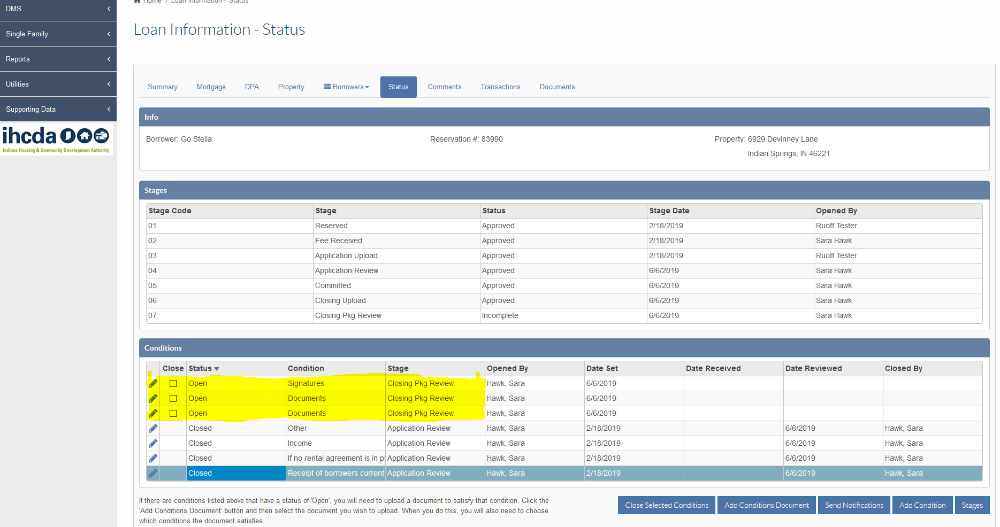 DMS
Single Family
Reports
Utilities
Supporting Data
ihcda
Indiana Housing & Community Development Authority
Home > Loan Information - Status
Loan Information - Status
Summary Mortgage DPA Property Borrowers Status Comments Transactions Documents
Info
Borrower: Go Stella Reservation #: 83990 Property: 6929 Devinney Lane
Indian Springs, IN 46221
Stages
Stage Code Stage Status Stage Date Opened By
01 Reserved Approved 2/18/2019 Ruoff Tester
02 Fee Received Approved 2/18/2019 Sara Hawk
03 Application Upload Approved 2/18/2019 Ruoff Tester
04 Application Review Approved 6/6/2019 Sara Hawk
05 Committed Approved 6/6/2019 Sara Hawk
06 Closing Upload Approved 6/6/2019 Sara Hawk
07 Closing Pkg Review Incomplete 6/6/2019 Sara Hawk
Conditions
Close Status Condition Stage Opened By Date Set Date Received Date Reviewed Closed By
Open Signatures Closing Pkg Review Hawk, Sara 6/6/2019
Open Documents Closing Pkg Review Hawk, Sara 6/6/2019
Open Documents Closing Pkg Review Hawk, Sara 6/6/2019
Closed Other Application Review Hawk, Sara 2/18/2019 6/6/2019 Hawk, Sara
Closed Income Application Review Hawk, Sara 2/18/2019 6/6/2019 Hawk, Sara
Closed If no rental agreement is in pl Application Review Hawk, Sara 2/18/2019 6/6/2019 Hawk, Sara
Closed Receipt of borrowers current Application Review Hawk, Sara 2/18/2019 6/6/2019 Hawk, Sara
If there are conditions listed above that have a status of 'Open', you will need to upload a document to satisfy that condition. Click the
'Add Conditions Document' button and then select the document you wish to upload. When you do this, you will also need to choose
which conditions the document satisfies.
Close Selected Conditions Add Conditions Document Send Notifications Add Condition Stages